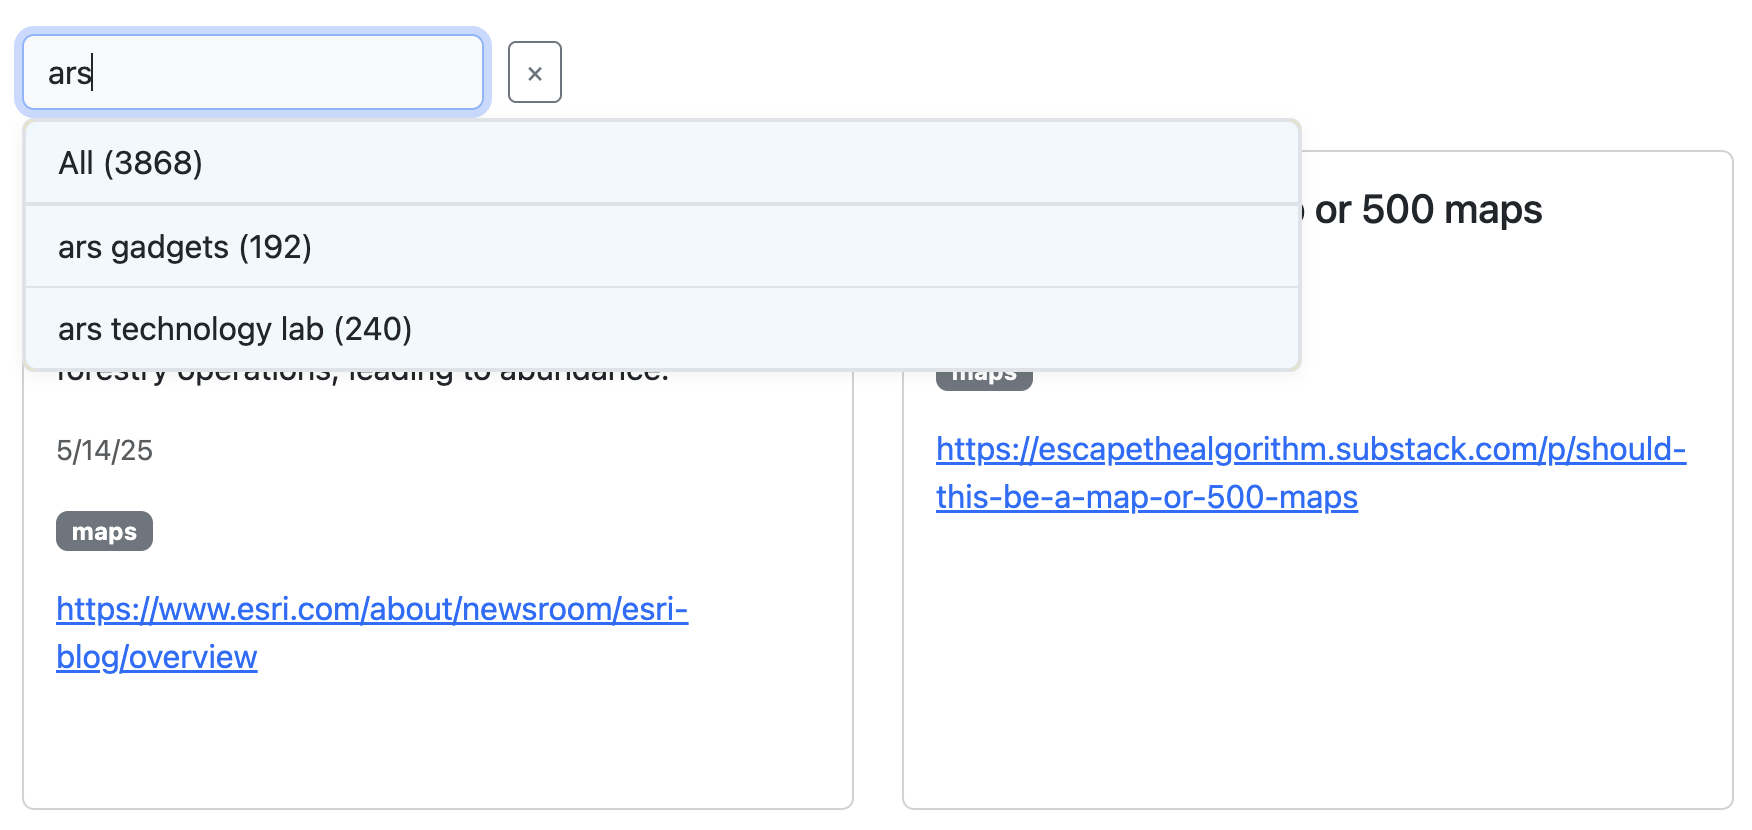 ars
×
All (3868)
ars gadgets (192)
ars technology lab (240)
or 500 maps
forestry operations, leading to abundance.
maps
5/14/25
https://escapethealgorithm.substack.com/p/should-
this-be-a-map-or-500-maps
maps
https://www.esri.com/about/newsroom/esri-
blog/overview